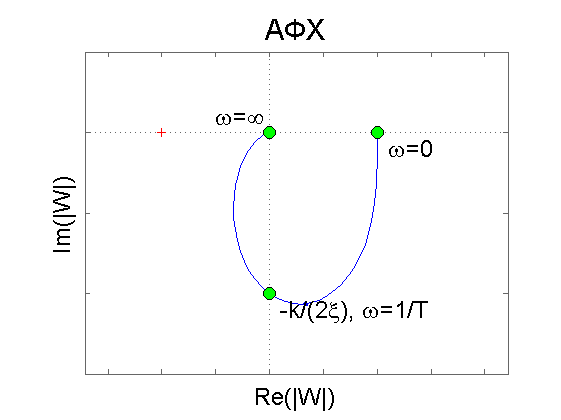 АФХ
ω=∞
ω=0
Im(|W|)
-k/(2ξ), ω=1/T
Re(|W|)